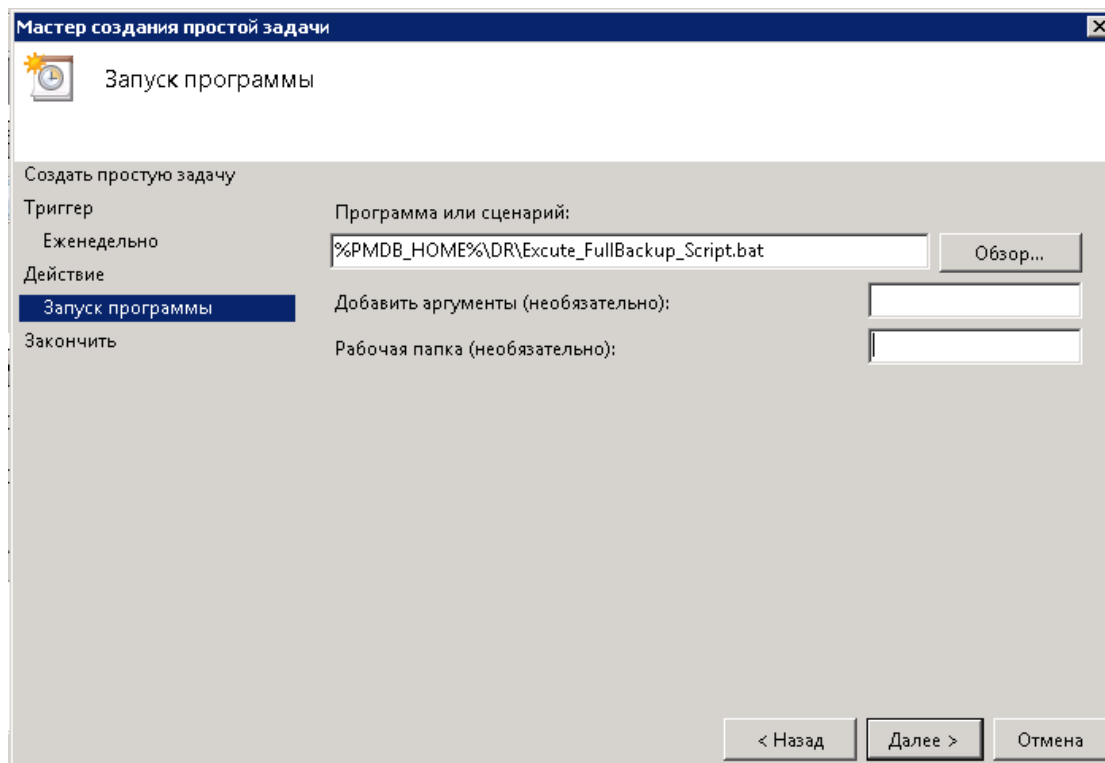 Мастер создания простой задачи
Запуск программы
Создать простую задачу
Триггер
Еженедельно
Действие
Запуск программы
Закончить
Программа или сценарий:
%PMDB_HOME%\DR\Excute_FullBackup_Script.bat
Обзор...
Добавить аргументы (необязательно):
Рабочая папка (необязательно):
< Назад
Далее >
Отмена